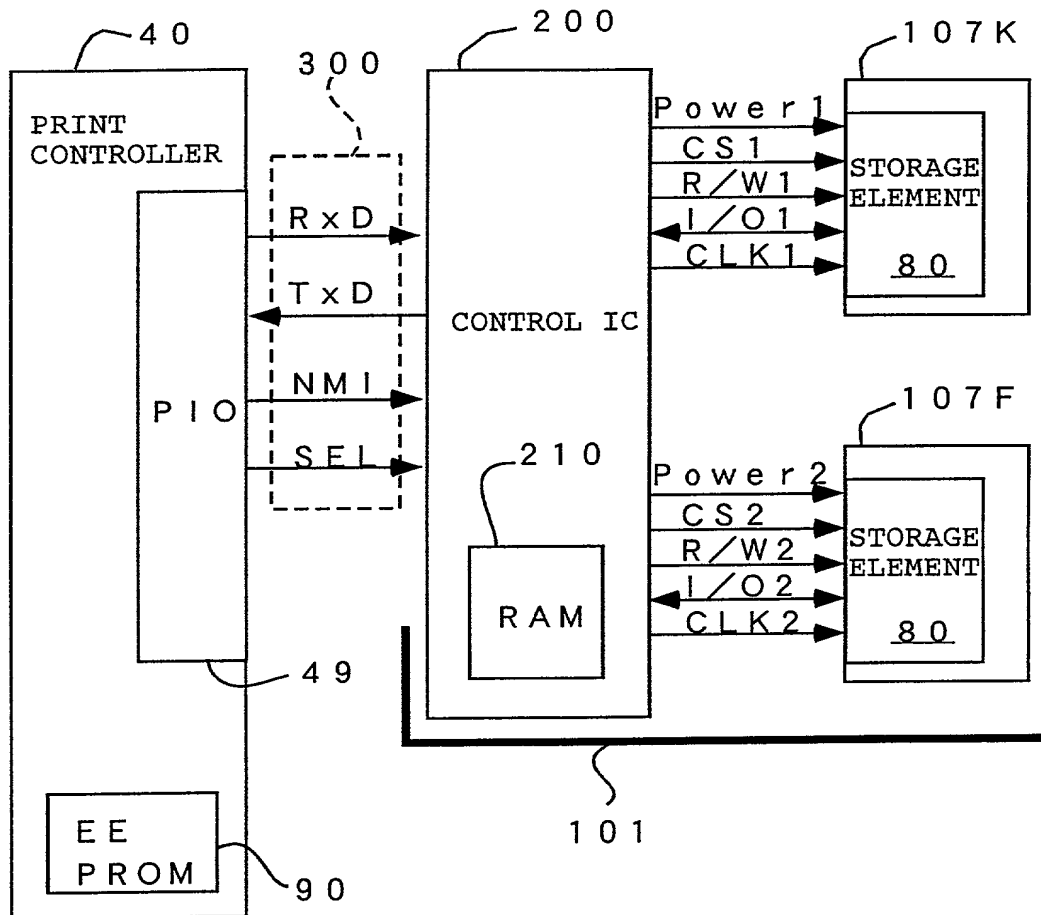 40
PRINT
CONTROLLER
300
RxD
TxD
NMI
SEL
PIO
49
EE
PROM
90
200
CONTROL IC
210
RAM
101
107K
Power1
CS1
R/W1
I/O1
CLK1
STORAGE
ELEMENT
80
107F
Power2
CS2
R/W2
I/O2
CLK2
STORAGE
ELEMENT
80